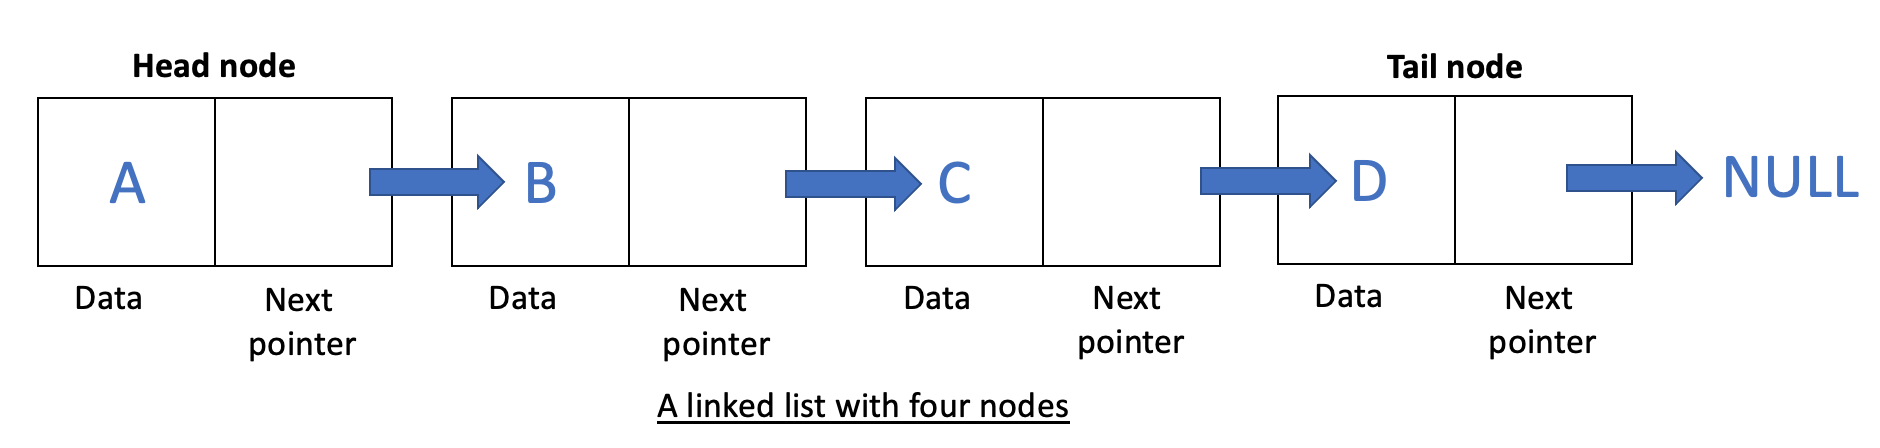 Head node
Tail node
A
B
C
D
NULL
Data
Next
pointer
Data
Next
pointer
Data
Next
pointer
Data
Next
pointer
A linked list with four nodes